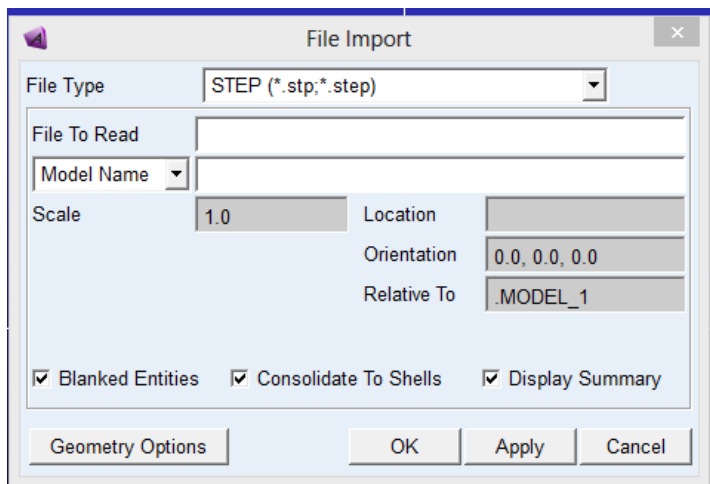 File Import
File Type STEP (*.stp;*.step)
File To Read
Model Name
Scale 1.0 Location
Orientation 0.0, 0.0, 0.0
Relative To .MODEL_1
Blanked Entities Consolidate To Shells Display Summary
Geometry Options OK Apply Cancel